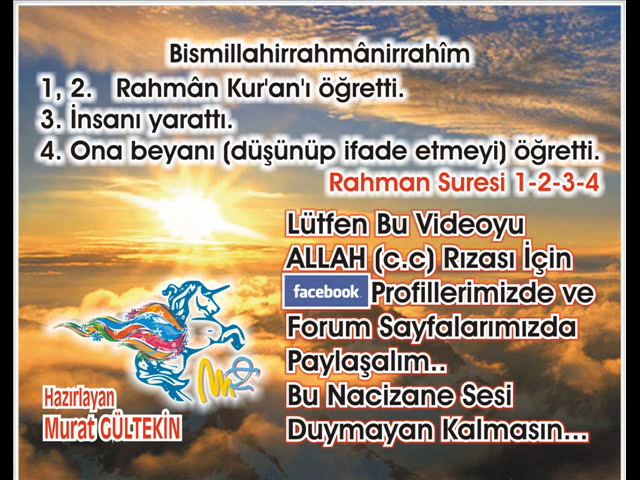 Bismillahirrahmânirrahîm
1, 2. Rahmân Kur'an'ı öğretti.
3. İnsanı yarattı.
4. Ona beyanı (düşünüp ifade etmeyi) öğretti.
Rahman Suresi 1-2-3-4
Lütfen Bu Videoyu
ALLAH (c.c) Rızası İçin
facebook Profillerimizde ve
Forum Sayfalarımızda
Paylaşalım..
Bu Nacizane Sesi
Duymayan Kalmasın...
Hazırlayan
Murat GÜLTEKİN